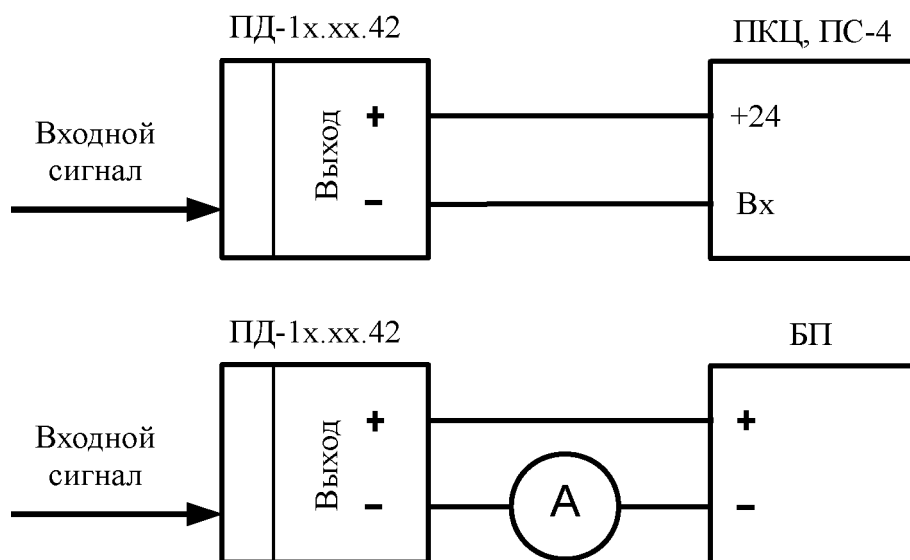 ПД-1х.хх.42
ПКЦ, ПС-4
Входной
сигнал
Выход
+
–
+24
Вх
ПД-1х.хх.42
БП
Входной
сигнал
Выход
+
–
А
+
–